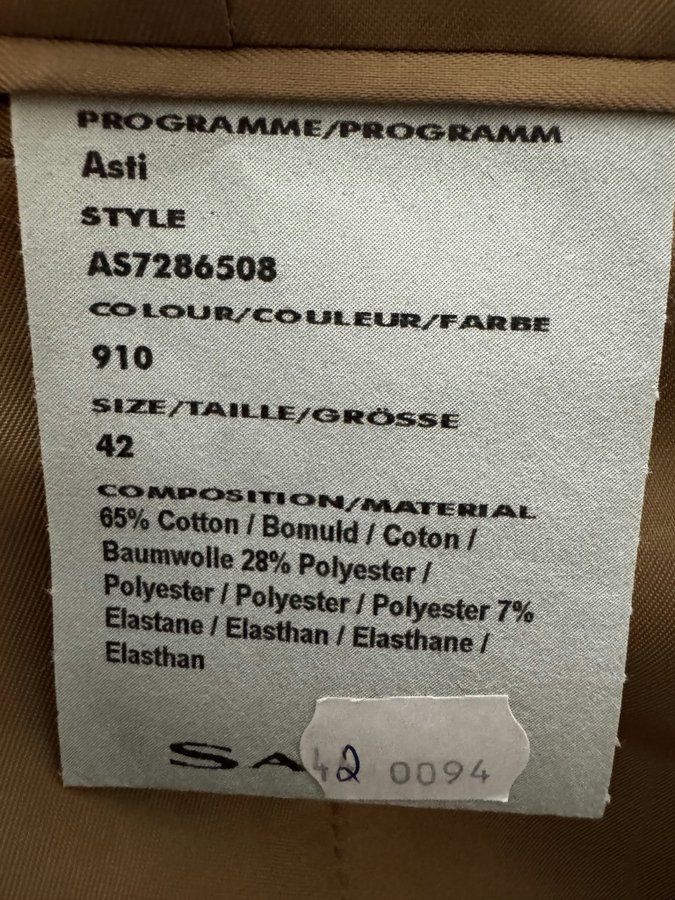 PROGRAMME/PROGRAMM
Asti
STYLE
AS7286508
COLOUR/COULEUR/FARBE
910
SIZE/TAILLE/GRÖSSE
42
COMPOSITION/MATERIAL
65% Cotton / Bomuld / Coton /
Baumwolle 28% Polyester /
Polyester / Polyester / Polyester 7%
Elastane / Elasthan / Elasthane /
Elasthan
SA
42 0094